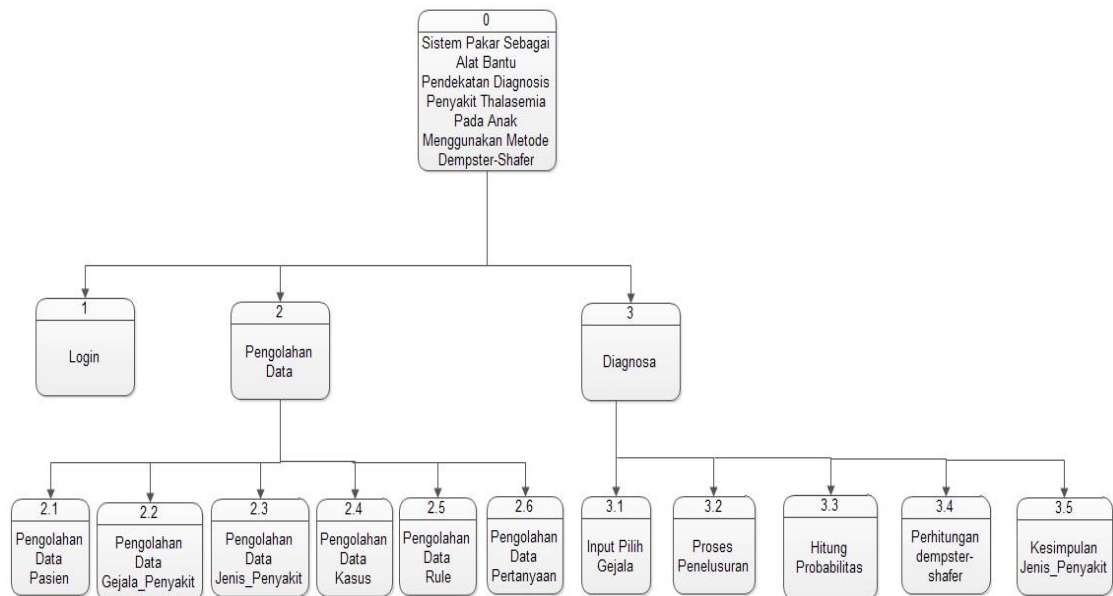 0
Sistem Pakar Sebagai
Alat Bantu
Pendekatan Diagnosis
Penyakit Thalasemia
Pada Anak
Menggunakan Metode
Dempster-Shafer
1
Login
2
Pengolahan
Data
3
Diagnosa
2.1
Pengolahan
Data
Pasien
2.2
Pengolahan
Data
Gejala_Penyakit
2.3
Pengolahan
Data
Jenis_Penyakit
2.4
Pengolahan
Data
Kasus
2.5
Pengolahan
Data
Rule
2.6
Pengolahan
Data
Pertanyaan
3.1
Input Pilih
Gejala
3.2
Proses
Penelusuran
3.3
Hitung
Probabilitas
3.4
Perhitungan
dempster-
shafer
3.5
Kesimpulan
Jenis_Penyakit